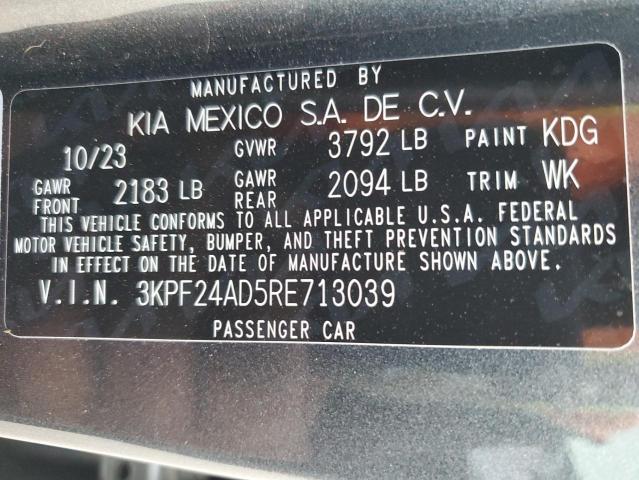 MANUFACTURED BY
KIA MEXICO S.A. DE C.V.
10/23 GVWR 3792 LB PAINT KDG
GAWR FRONT 2183 LB GAWR REAR 2094 LB TRIM WK
THIS VEHICLE CONFORMS TO ALL APPLICABLE U.S.A. FEDERAL
MOTOR VEHICLE SAFETY, BUMPER, AND THEFT PREVENTION STANDARDS
IN EFFECT ON THE DATE OF MANUFACTURE SHOWN ABOVE.
V.I.N. 3KPF24AD5RE713039
PASSENGER CAR